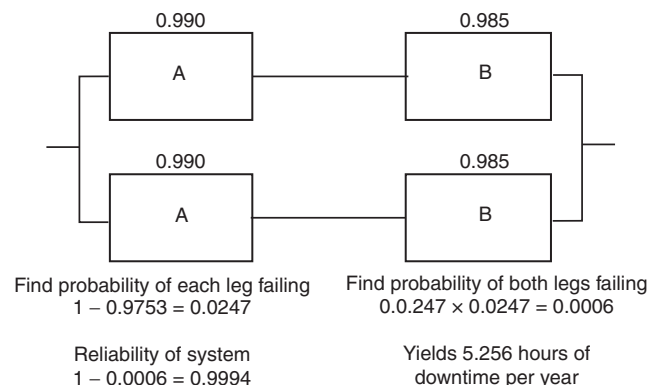 0.990
0.985
A
B
0.990
0.985
A
B
Find probability of each leg failing
1 – 0.9753 = 0.0247
Find probability of both legs failing
0.0.247 × 0.0247 = 0.0006
Reliability of system
1 – 0.0006 = 0.9994
Yields 5.256 hours of
downtime per year